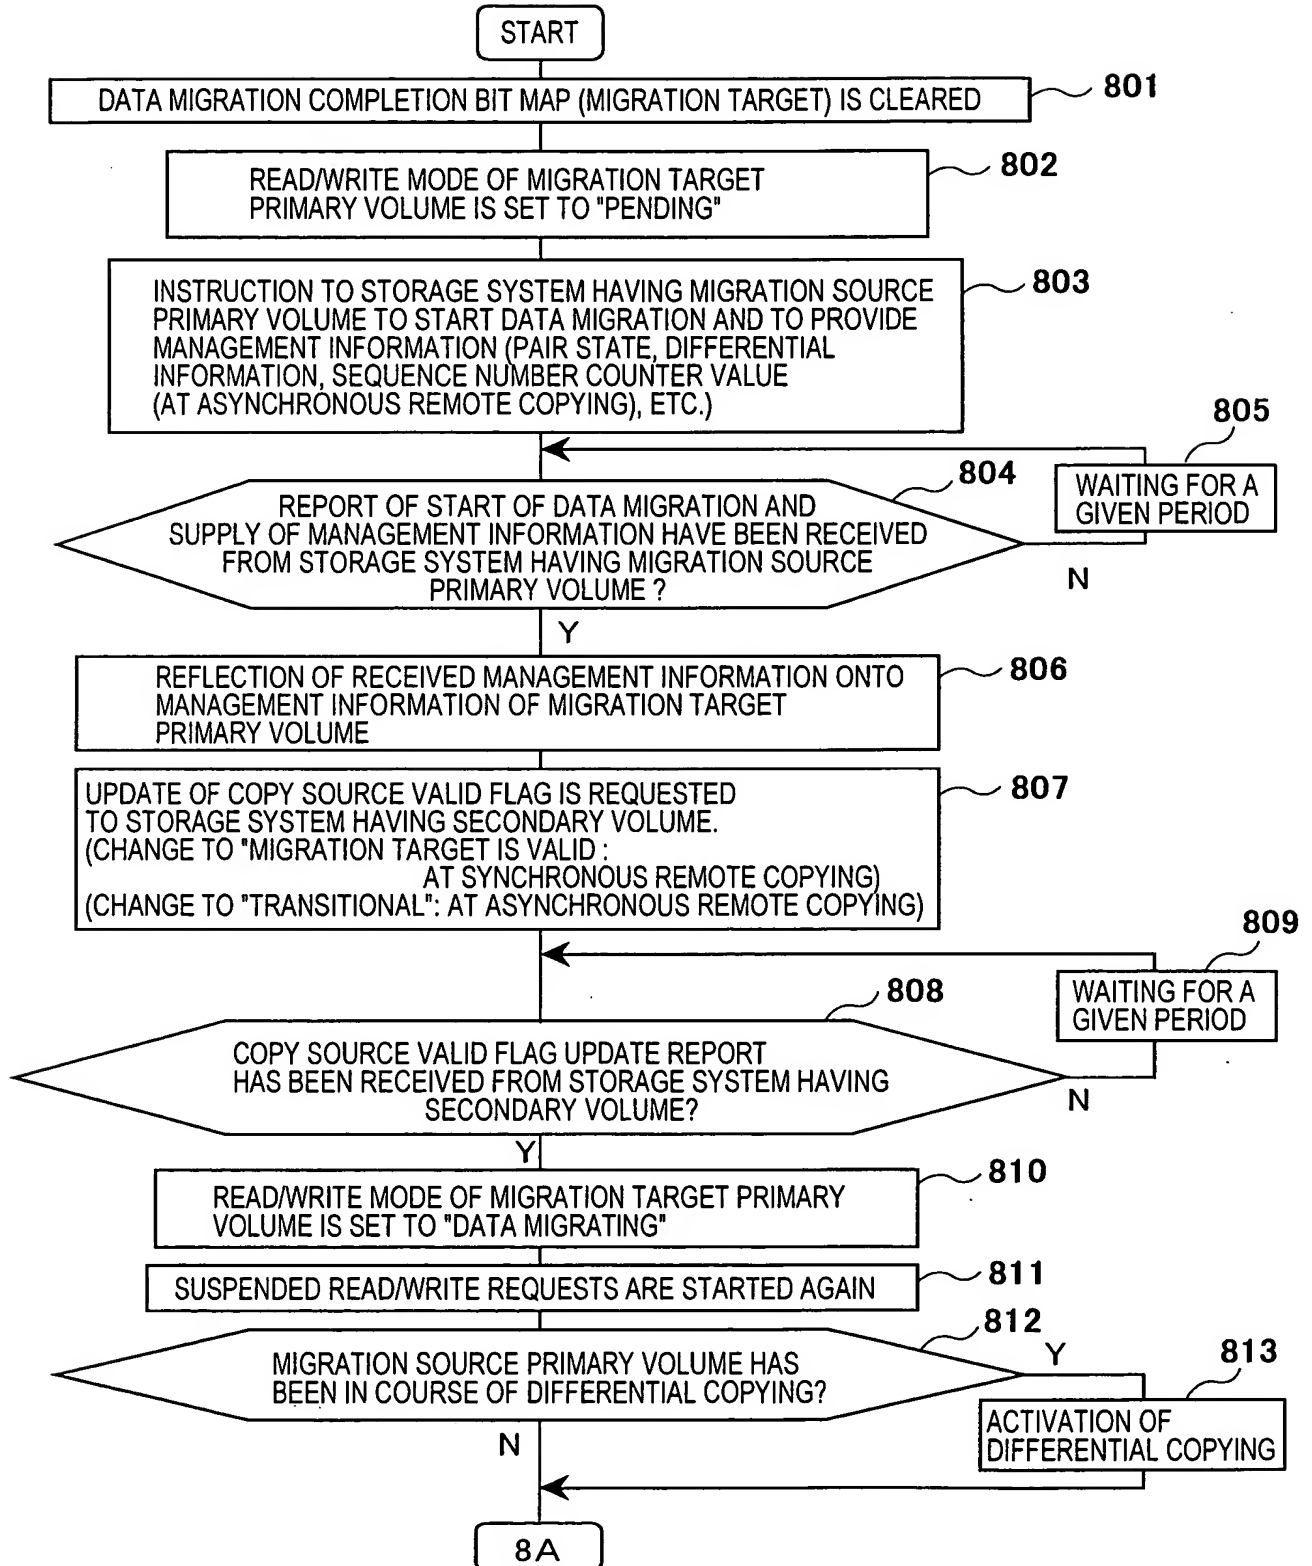 START
DATA MIGRATION COMPLETION BIT MAP (MIGRATION TARGET) IS CLEARED
801
READ/WRITE MODE OF MIGRATION TARGET
PRIMARY VOLUME IS SET TO "PENDING"
802
INSTRUCTION TO STORAGE SYSTEM HAVING MIGRATION SOURCE
PRIMARY VOLUME TO START DATA MIGRATION AND TO PROVIDE
MANAGEMENT INFORMATION (PAIR STATE, DIFFERENTIAL
INFORMATION, SEQUENCE NUMBER COUNTER VALUE
(AT ASYNCHRONOUS REMOTE COPYING), ETC.)
803
REPORT OF START OF DATA MIGRATION AND
SUPPLY OF MANAGEMENT INFORMATION HAVE BEEN RECEIVED
FROM STORAGE SYSTEM HAVING MIGRATION SOURCE
PRIMARY VOLUME ?
804
805
WAITING FOR A
GIVEN PERIOD
N
Y
REFLECTION OF RECEIVED MANAGEMENT INFORMATION ONTO
MANAGEMENT INFORMATION OF MIGRATION TARGET
PRIMARY VOLUME
806
UPDATE OF COPY SOURCE VALID FLAG IS REQUESTED
TO STORAGE SYSTEM HAVING SECONDARY VOLUME.
(CHANGE TO "MIGRATION TARGET IS VALID :
AT SYNCHRONOUS REMOTE COPYING)
(CHANGE TO "TRANSITIONAL": AT ASYNCHRONOUS REMOTE COPYING)
807
COPY SOURCE VALID FLAG UPDATE REPORT
HAS BEEN RECEIVED FROM STORAGE SYSTEM HAVING
SECONDARY VOLUME?
808
809
WAITING FOR A
GIVEN PERIOD
N
Y
READ/WRITE MODE OF MIGRATION TARGET PRIMARY
VOLUME IS SET TO "DATA MIGRATING"
810
SUSPENDED READ/WRITE REQUESTS ARE STARTED AGAIN
811
MIGRATION SOURCE PRIMARY VOLUME HAS
BEEN IN COURSE OF DIFFERENTIAL COPYING?
812
Y
813
ACTIVATION OF
DIFFERENTIAL COPYING
N
8A